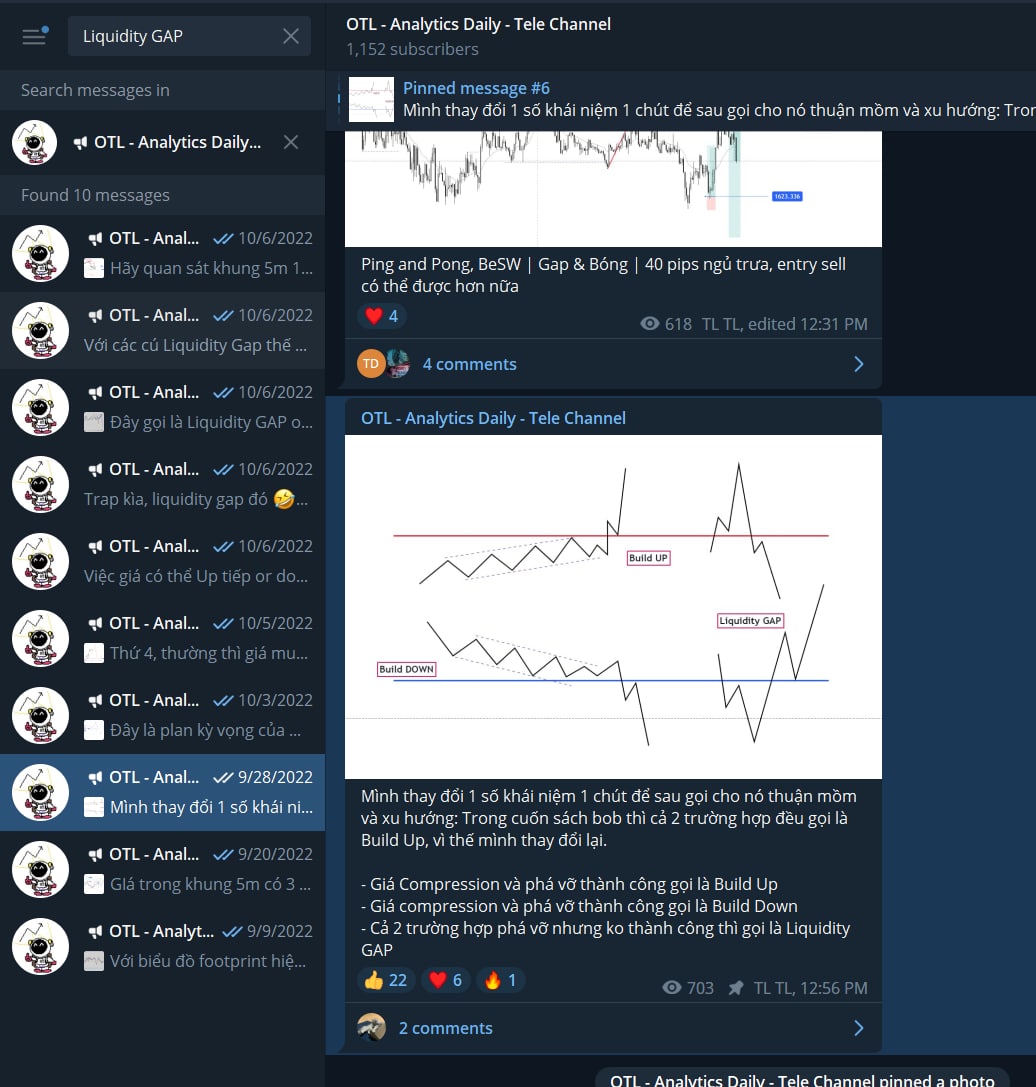 Liquidity GAP
Search messages in
OTL - Analytics Daily...
Found 10 messages
OTL - Anal... 10/6/2022
Hãy quan sát khung 5m 1...
OTL - Anal... 10/6/2022
Với các cú Liquidity Gap thế ...
OTL - Anal... 10/6/2022
Đây gọi là Liquidity GAP o...
OTL - Anal... 10/6/2022
Trap kìa, liquidity gap đó 🤣...
OTL - Anal... 10/6/2022
Việc giá có thể Up tiếp or do...
OTL - Anal... 10/5/2022
Thứ 4, thường thì giá mu...
OTL - Anal... 10/3/2022
Đây là plan kỳ vọng của ...
OTL - Anal... 9/28/2022
Mình thay đổi 1 số khái ni...
OTL - Anal... 9/20/2022
GIá trong khung 5m có 3 ...
OTL - Analyt... 9/9/2022
Với biểu đồ footprint hiệ...
OTL - Analytics Daily - Tele Channel
1,152 subscribers
Pinned message #6
Mình thay đổi 1 số khái niệm 1 chút để sau gọi cho nó thuận mồm và xu hướng: Tron
1623.336
Ping and Pong, BeSW | Gap & Bóng | 40 pips ngủ trưa, entry sell
có thể được hơn nữa
❤️ 4
618 TL TL, edited 12:31 PM
TD
4 comments
OTL - Analytics Daily - Tele Channel
Build UP
Liquidity GAP
Build DOWN
Mình thay đổi 1 số khái niệm 1 chút để sau gọi cho nó thuận mồm
và xu hướng: Trong cuốn sách bob thì cả 2 trường hợp đều gọi là
Build Up, vì thế mình thay đổi lại.
- Giá Compression và phá vỡ thành công gọi là Build Up
- Giá compression và phá vỡ thành công gọi là Build Down
- Cả 2 trường hợp phá vỡ nhưng ko thành công thì gọi là Liquidity
GAP
👍 22 ❤️ 6 🔥 1
703 TL TL, 12:56 PM
2 comments
OTL - Analytics Daily - Tele Channel pinned a photo